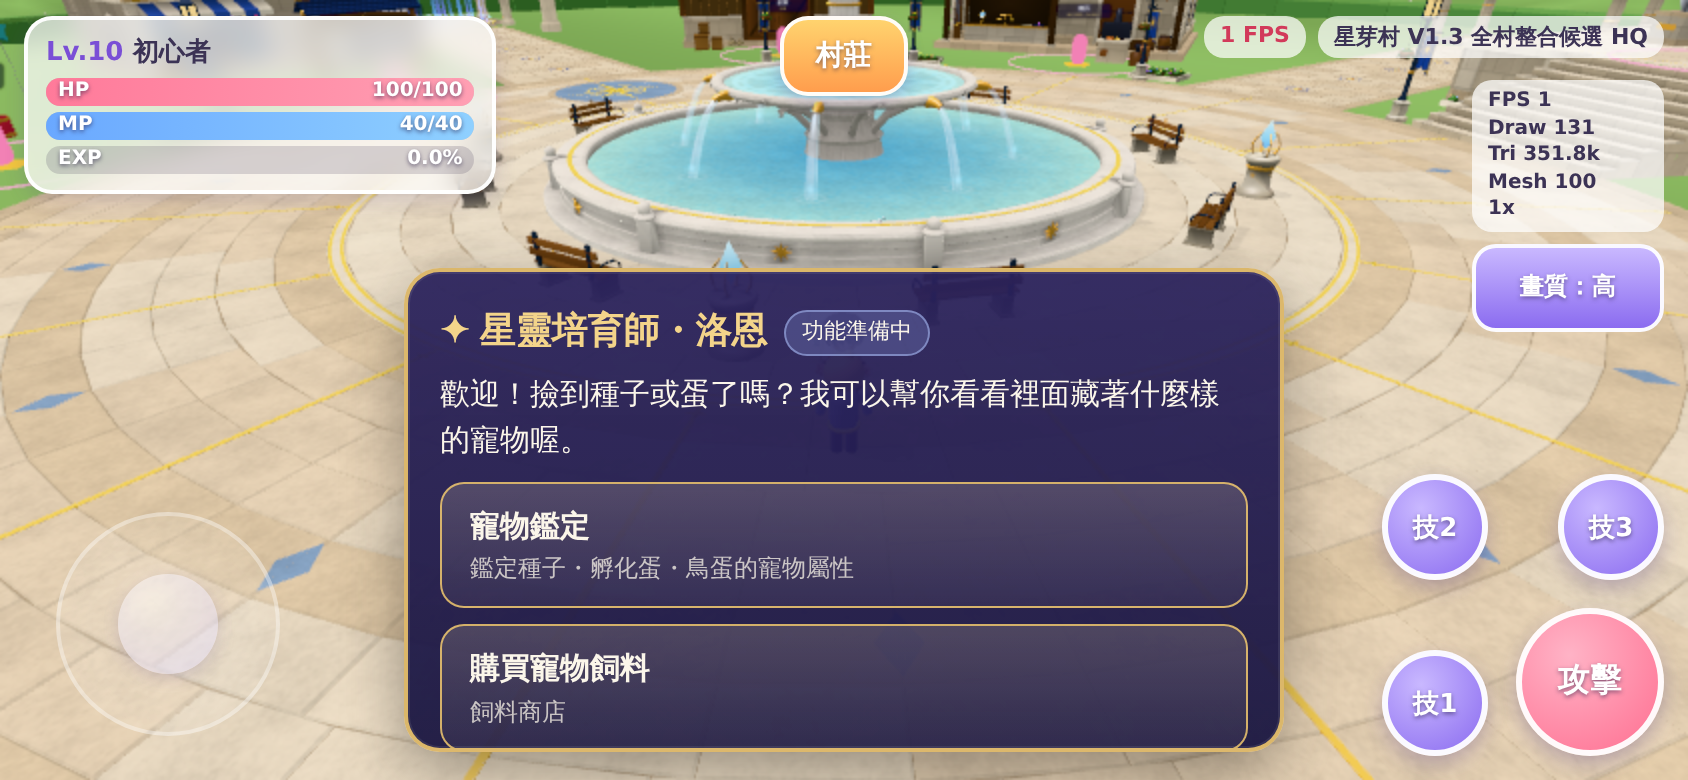 Lv.10 初心者
HP 100/100
MP 40/40
EXP 0.0%
村莊
1 FPS
星芽村 V1.3 全村整合候選 HQ
FPS 1
Draw 131
Tri 351.8k
Mesh 100
1x
畫質：高
✦ 星靈培育師・洛恩 功能準備中
歡迎！撿到種子或蛋了嗎？我可以幫你看看裡面藏著什麼樣
的寵物喔。
寵物鑑定
鑑定種子・孵化蛋・鳥蛋的寵物屬性
購買寵物飼料
飼料商店
技2
技3
技1
攻擊